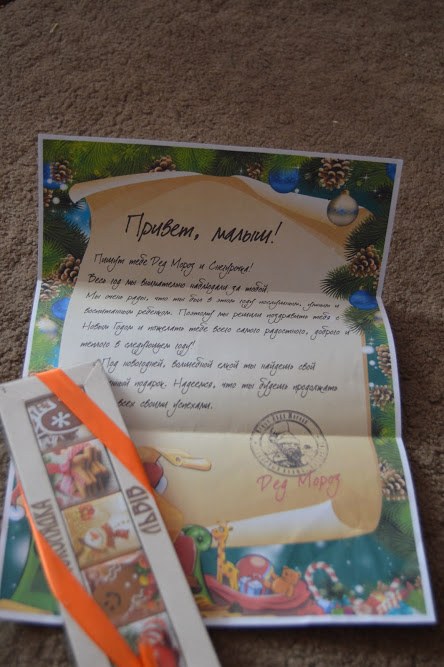 Привет, малыш!
Пишут тебе Дед Мороз и Снегурочка!
Весь год мы внимательно наблюдали за тобой.
Мы очень рады, что ты был в этом году послушным, умным и
воспитанным ребенком. Поэтому мы решили поздравить тебя с
Новым Годом и пожелать тебе всего самого радостного, доброго и
теплого в следующем году!
Под новогодней, волшебной елкой ты найдешь свой
подарок. Надеемся, что ты будешь продолжать
всех своими успехами.
Дед Мороз